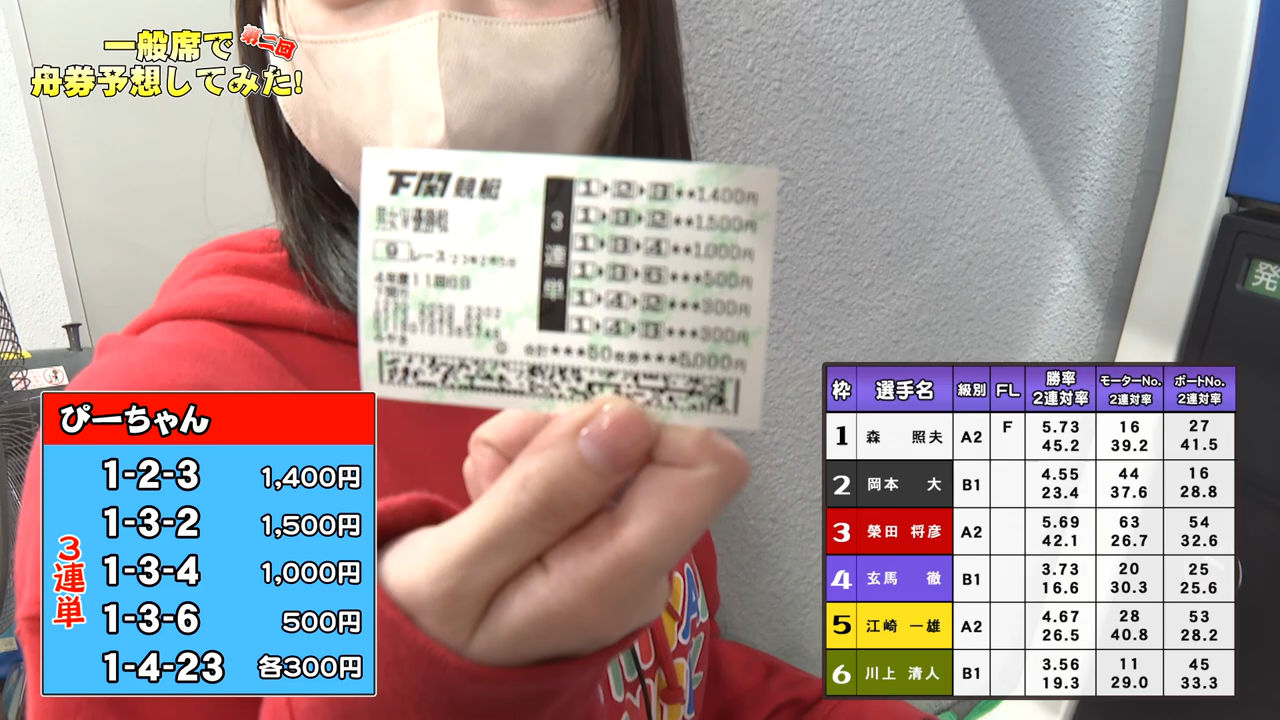 一般席で
第二回
舟券予想してみた!
下関競艇
9レース
3連単
1 2 3 **1,400円
1 3 2 **1,500円
1 3 4 **1,000円
1 3 6 ***500円
1 4 2 ***300円
1 4 3 ***300円
合計***50枚分***5,000円
発
ぴーちゃん
3連単
1-2-3 1,400円
1-3-2 1,500円
1-3-4 1,000円
1-3-6 500円
1-4-23 各300円
枠 選手名 級別 FL 勝率 2連対率 モーターNo. 2連対率 ボートNo. 2連対率
1 森 照夫 A2 F 5.73 45.2 16 39.2 27 41.5
2 岡本 大 B1 4.55 23.4 44 37.6 16 28.8
3 榮田 将彦 A2 5.69 42.1 63 26.7 54 32.6
4 玄馬 徹 B1 3.73 16.6 20 30.3 25 25.6
5 江崎 一雄 A2 4.67 26.5 28 40.8 53 28.2
6 川上 清人 B1 3.56 19.3 11 29.0 45 33.3